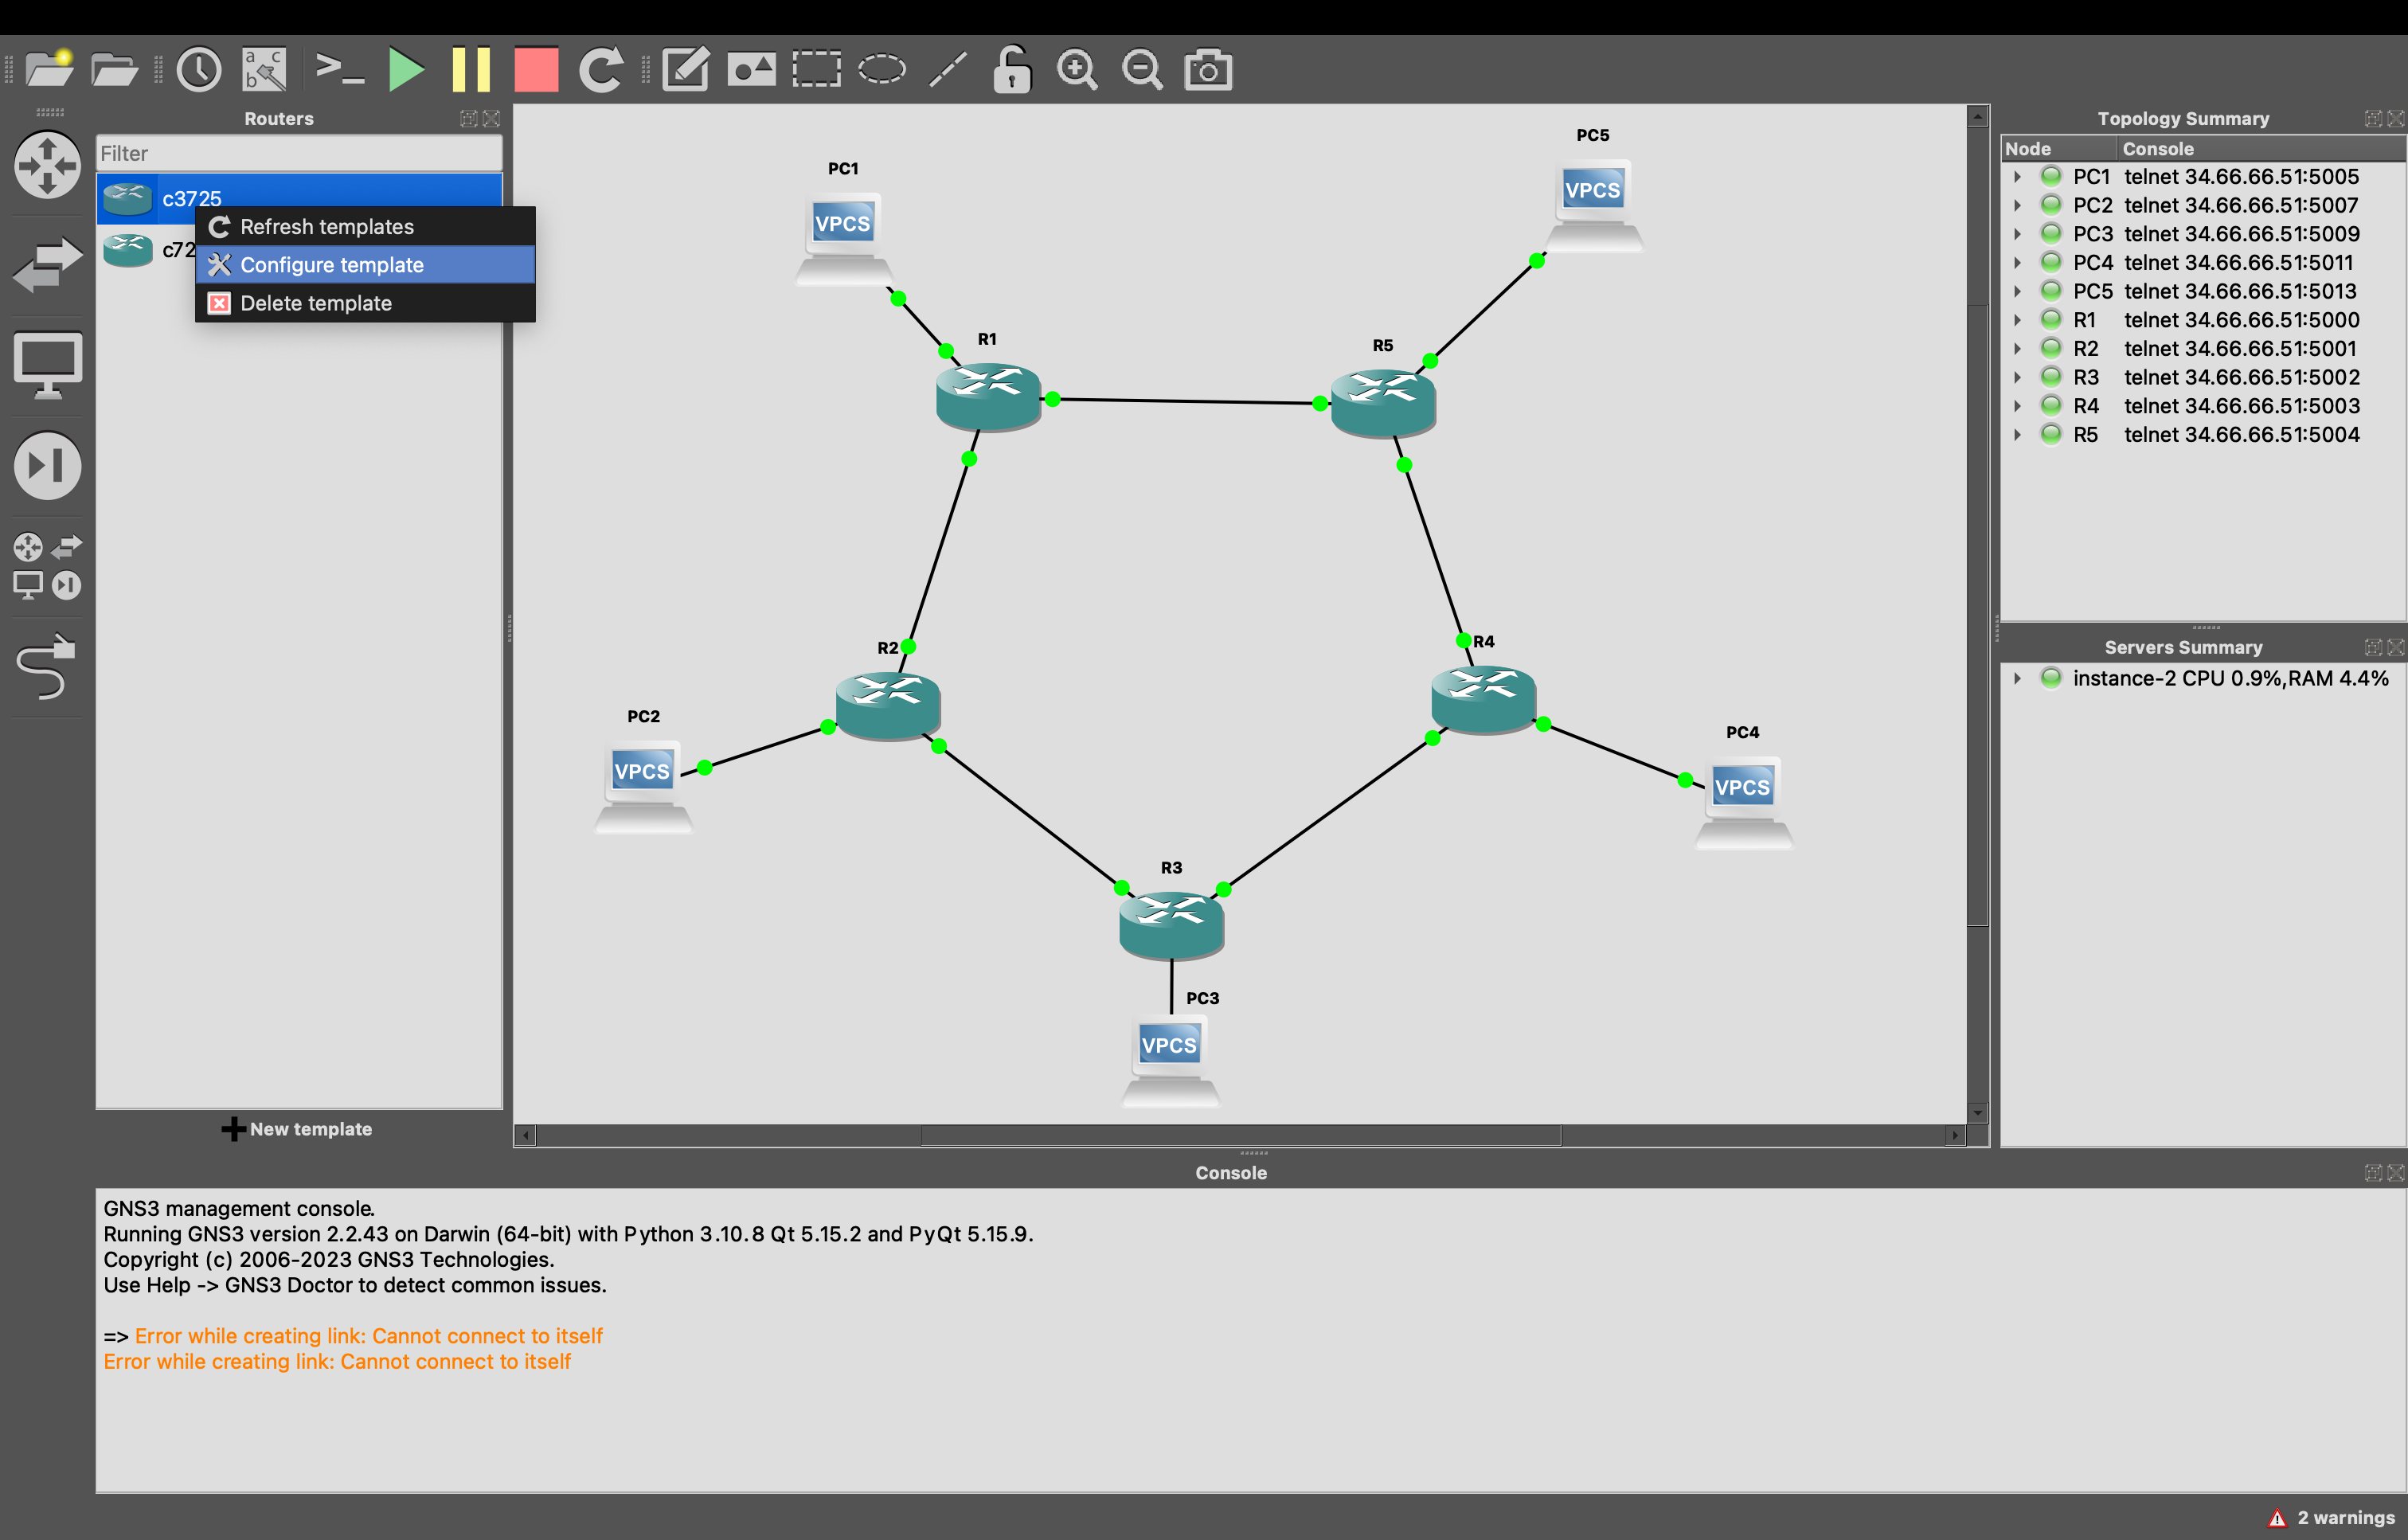 a c
b
>_
Routers
Filter
c3725
c72
Refresh templates
Configure template
Delete template
New template
PC1
VPCS
PC5
VPCS
R1
R5
R2
R4
PC2
VPCS
PC4
VPCS
R3
PC3
VPCS
Topology Summary
Node Console
PC1 telnet 34.66.66.51:5005
PC2 telnet 34.66.66.51:5007
PC3 telnet 34.66.66.51:5009
PC4 telnet 34.66.66.51:5011
PC5 telnet 34.66.66.51:5013
R1 telnet 34.66.66.51:5000
R2 telnet 34.66.66.51:5001
R3 telnet 34.66.66.51:5002
R4 telnet 34.66.66.51:5003
R5 telnet 34.66.66.51:5004
Servers Summary
instance-2 CPU 0.9%,RAM 4.4%
Console
GNS3 management console.
Running GNS3 version 2.2.43 on Darwin (64-bit) with Python 3.10.8 Qt 5.15.2 and PyQt 5.15.9.
Copyright (c) 2006-2023 GNS3 Technologies.
Use Help -> GNS3 Doctor to detect common issues.
=> Error while creating link: Cannot connect to itself
Error while creating link: Cannot connect to itself
2 warnings